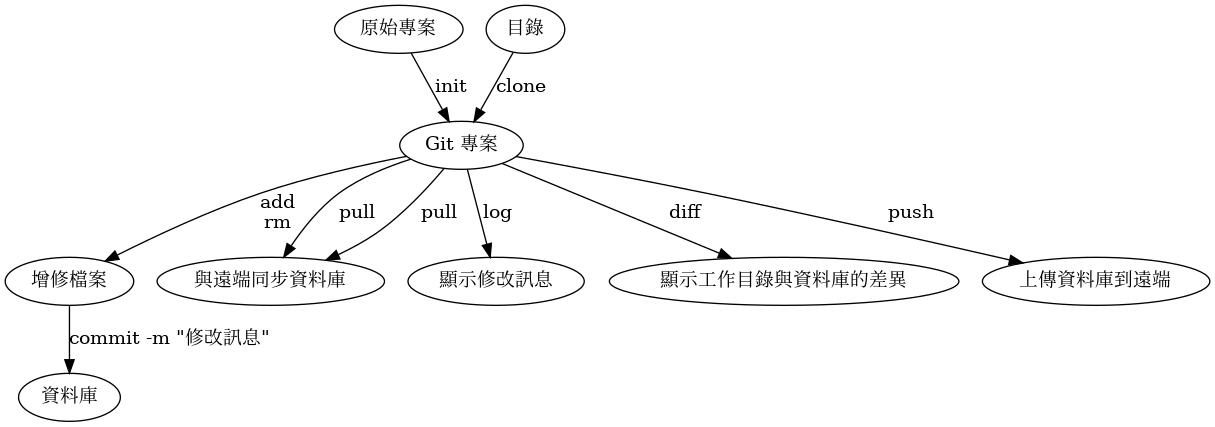 原始專案
目錄
init
clone
Git 專案
add
rm
pull
pull
log
diff
push
增修檔案
與遠端同步資料庫
顯示修改訊息
顯示工作目錄與資料庫的差異
上傳資料庫到遠端
commit -m "修改訊息"
資料庫